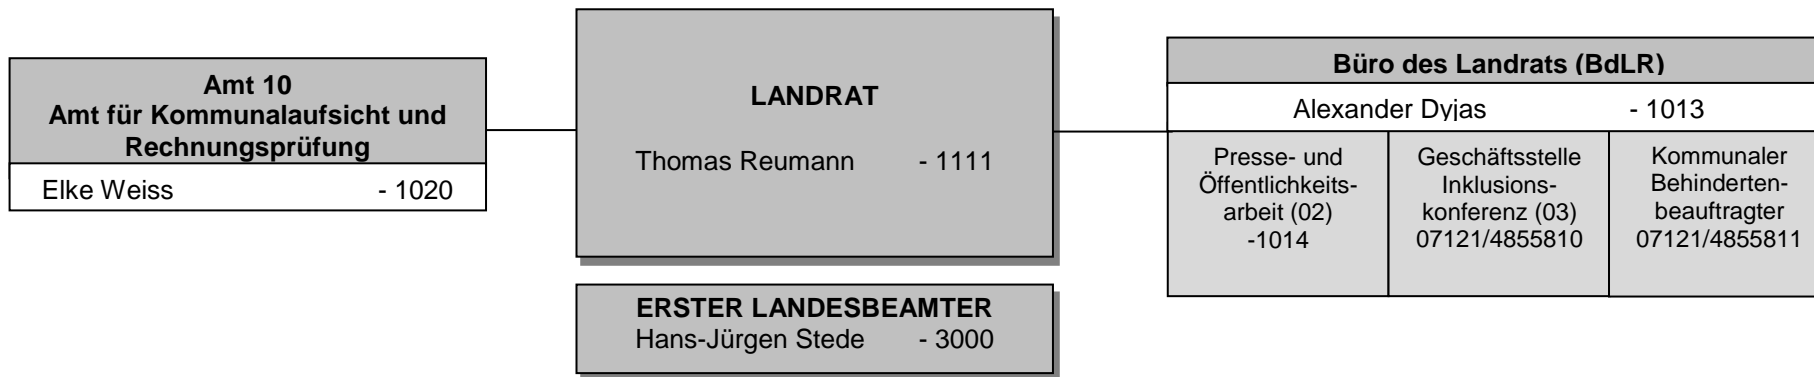 Amt 10
Amt für Kommunalaufsicht und
Rechnungsprüfung
Elke Weiss - 1020
LANDRAT
Thomas Reumann - 1111
ERSTER LANDESBEAMTER
Hans-Jürgen Stede - 3000
Büro des Landrats (BdLR)
Alexander Dyjas - 1013
Presse- und
Öffentlichkeits-
arbeit (02)
-1014
Geschäftsstelle
Inklusions-
konferenz (03)
07121/4855810
Kommunaler
Behinderten-
beauftragter
07121/4855811